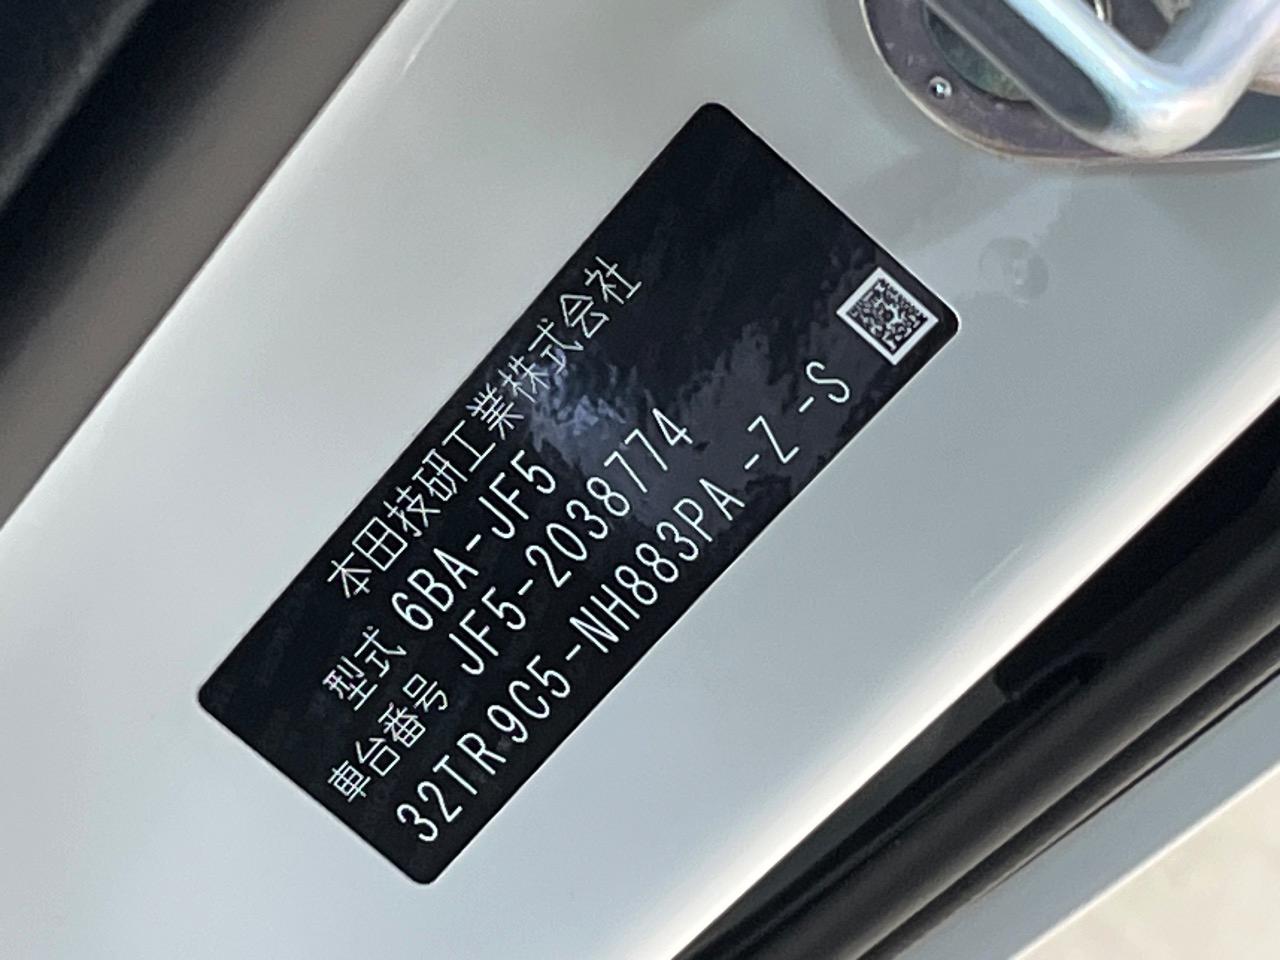 本田技研工業株式会社
型式 6BA-JF5
車台番号 JF5-2038774
32TR9C5-NH883PA -Z -S